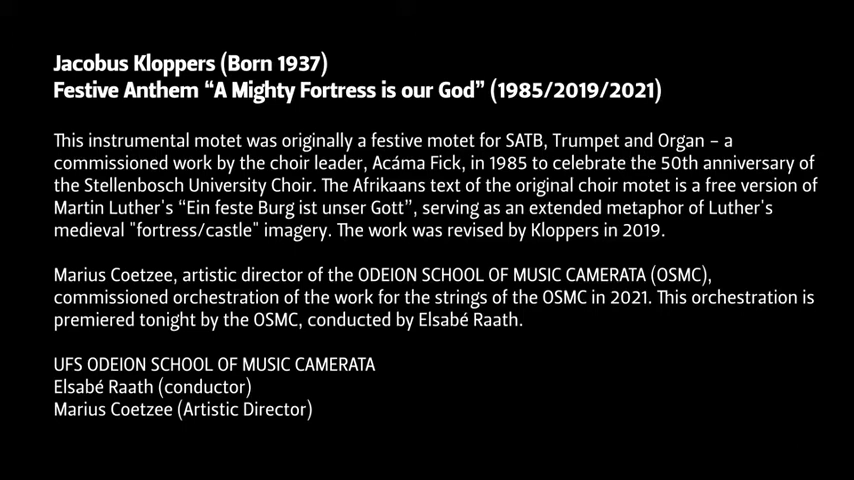 Jacobus Kloppers (Born 1937)
Festive Anthem “A Mighty Fortress is our God” (1985/2019/2021)
This instrumental motet was originally a festive motet for SATB, Trumpet and Organ – a
commissioned work by the choir leader, Acáma Fick, in 1985 to celebrate the 50th anniversary of
the Stellenbosch University Choir. The Afrikaans text of the original choir motet is a free version of
Martin Luther's “Ein feste Burg ist unser Gott”, serving as an extended metaphor of Luther's
medieval "fortress/castle" imagery. The work was revised by Kloppers in 2019.
Marius Coetzee, artistic director of the ODEION SCHOOL OF MUSIC CAMERATA (OSMC),
commissioned orchestration of the work for the strings of the OSMC in 2021. This orchestration is
premiered tonight by the OSMC, conducted by Elsabé Raath.
UFS ODEION SCHOOL OF MUSIC CAMERATA
Elsabé Raath (conductor)
Marius Coetzee (Artistic Director)